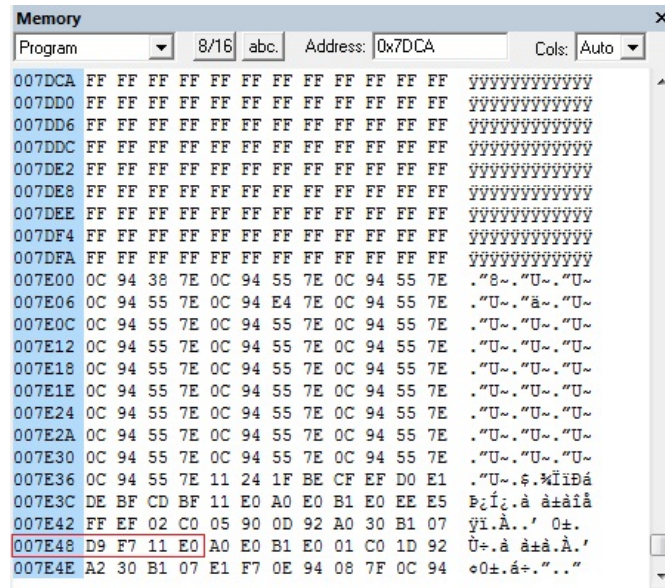 Memory
Program 8/16 abc. Address: 0x7DCA Cols: Auto
007DCA FF FF FF FF FF FF FF FF FF FF FF FF ÿÿÿÿÿÿÿÿÿÿÿÿ
007DD0 FF FF FF FF FF FF FF FF FF FF FF FF ÿÿÿÿÿÿÿÿÿÿÿÿ
007DD6 FF FF FF FF FF FF FF FF FF FF FF FF ÿÿÿÿÿÿÿÿÿÿÿÿ
007DDC FF FF FF FF FF FF FF FF FF FF FF FF ÿÿÿÿÿÿÿÿÿÿÿÿ
007DE2 FF FF FF FF FF FF FF FF FF FF FF FF ÿÿÿÿÿÿÿÿÿÿÿÿ
007DE8 FF FF FF FF FF FF FF FF FF FF FF FF ÿÿÿÿÿÿÿÿÿÿÿÿ
007DEE FF FF FF FF FF FF FF FF FF FF FF FF ÿÿÿÿÿÿÿÿÿÿÿÿ
007DF4 FF FF FF FF FF FF FF FF FF FF FF FF ÿÿÿÿÿÿÿÿÿÿÿÿ
007DFA FF FF FF FF FF FF FF FF FF FF FF FF ÿÿÿÿÿÿÿÿÿÿÿÿ
007E00 0C 94 38 7E 0C 94 55 7E 0C 94 55 7E .”8~.”U~.”U~
007E06 0C 94 55 7E 0C 94 E4 7E 0C 94 55 7E .”U~.”ä~.”U~
007E0C 0C 94 55 7E 0C 94 55 7E 0C 94 55 7E .”U~.”U~.”U~
007E12 0C 94 55 7E 0C 94 55 7E 0C 94 55 7E .”U~.”U~.”U~
007E18 0C 94 55 7E 0C 94 55 7E 0C 94 55 7E .”U~.”U~.”U~
007E1E 0C 94 55 7E 0C 94 55 7E 0C 94 55 7E .”U~.”U~.”U~
007E24 0C 94 55 7E 0C 94 55 7E 0C 94 55 7E .”U~.”U~.”U~
007E2A 0C 94 55 7E 0C 94 55 7E 0C 94 55 7E .”U~.”U~.”U~
007E30 0C 94 55 7E 0C 94 55 7E 0C 94 55 7E .”U~.”U~.”U~
007E36 0C 94 55 7E 11 24 1F BE CF EF D0 E1 .”U~.$.¾ÏïÐá
007E3C DE BF CD BF 11 E0 A0 E0 B1 E0 EE E5 Þ¿Í¿.à à±àîå
007E42 FF EF 02 C0 05 90 0D 92 A0 30 B1 07 ÿï.À..’ 0±.
007E48 D9 F7 11 E0 A0 E0 B1 E0 01 C0 1D 92 Ù÷.à à±à.À.’
007E4E A2 30 B1 07 E1 F7 0E 94 08 7F 0C 94 ¢0±.á÷.”..”